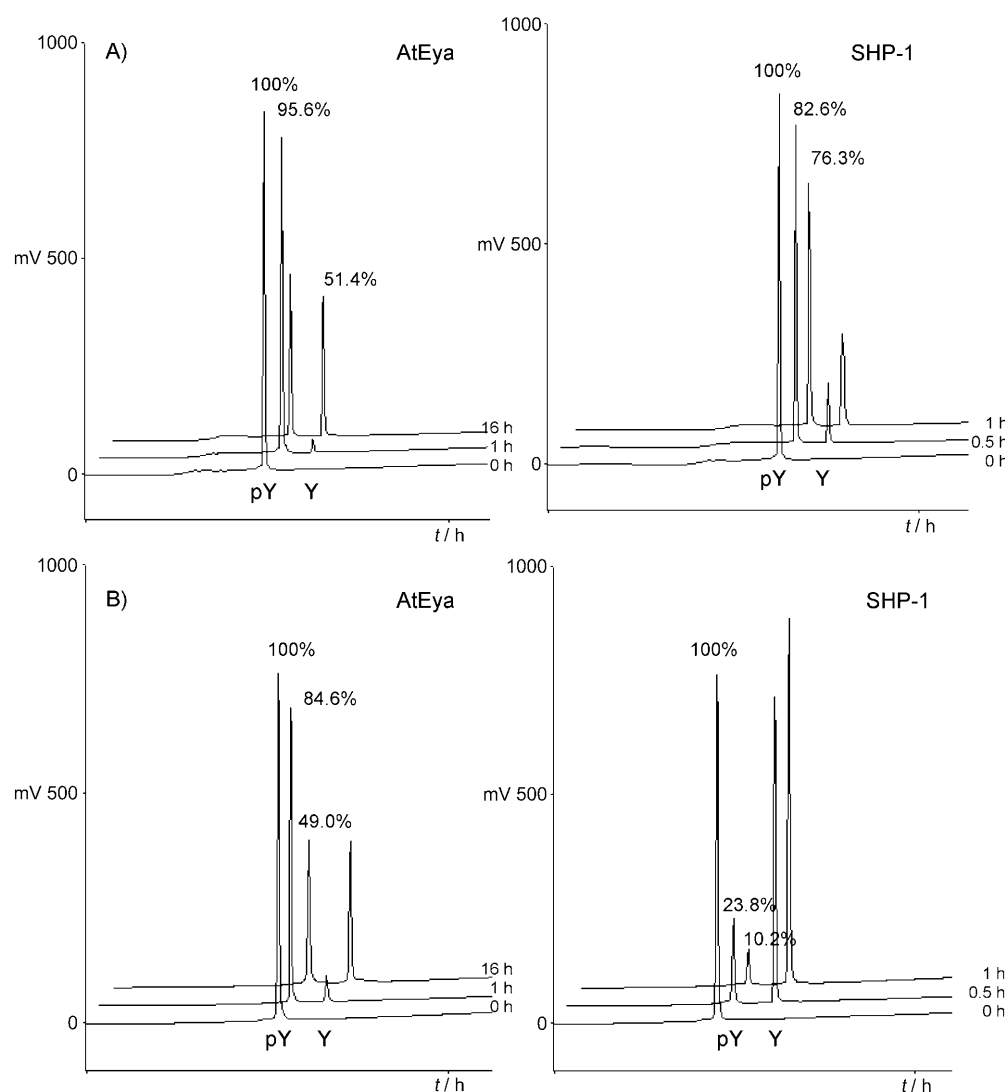 1000
A)
AtEya
100%
95.6%
mV 500
51.4%
16 h
1 h
0 h
0
pY Y
t / h
1000
SHP-1
100%
82.6%
76.3%
mV 500
1 h
0.5 h
0 h
0
pY Y
t / h
1000
B)
AtEya
100%
84.6%
mV 500
49.0%
16 h
1 h
0 h
0
pY Y
t / h
1000
SHP-1
100%
mV 500
23.8%
10.2%
1 h
0.5 h
0 h
0
pY Y
t / h